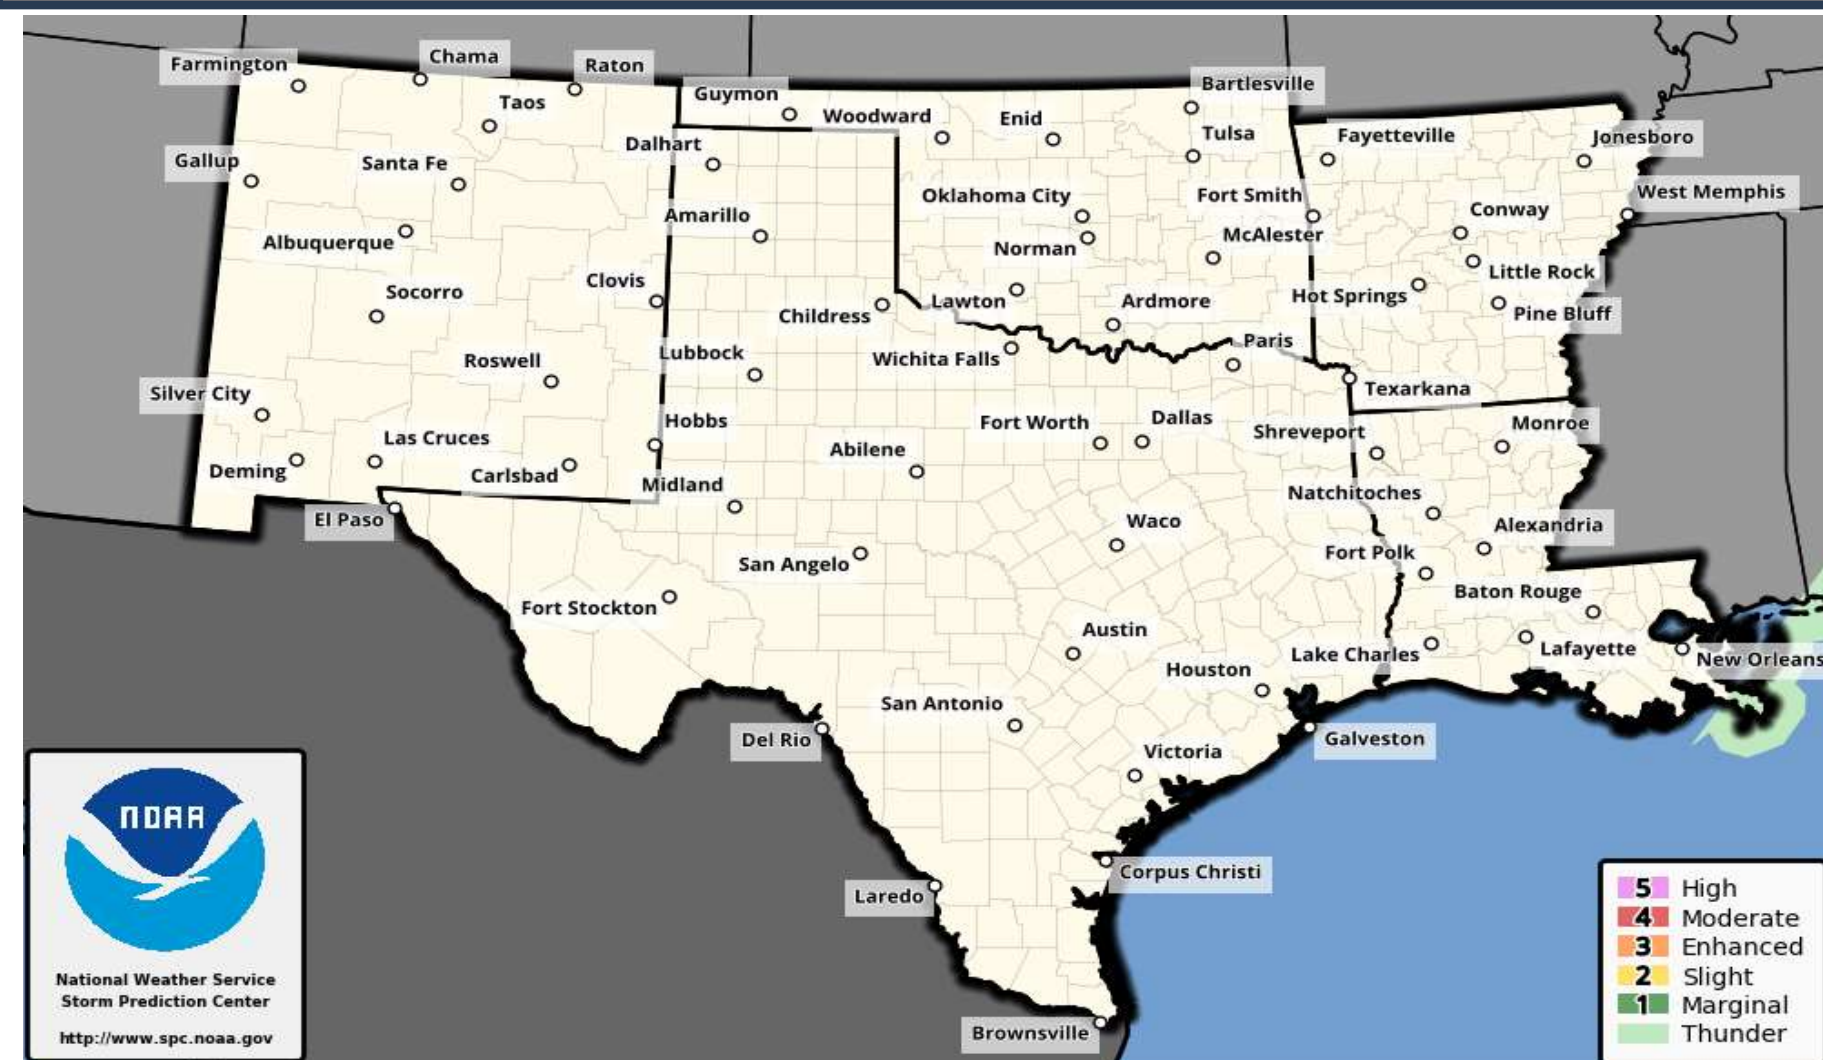 Farmington
Chama
Raton
Taos
Guymon
Woodward
Enid
Bartlesville
Tulsa
Fayetteville
Jonesboro
Gallup
Santa Fe
Dalhart
Oklahoma City
Fort Smith
Conway
West Memphis
Albuquerque
Amarillo
Norman
McAlester
Little Rock
Socorro
Clovis
Childress
Lawton
Ardmore
Hot Springs
Pine Bluff
Roswell
Lubbock
Wichita Falls
Paris
Texarkana
Silver City
Hobbs
Fort Worth
Dallas
Shreveport
Monroe
Las Cruces
Deming
Carlsbad
Midland
Abilene
Natchitoches
El Paso
San Angelo
Waco
Alexandria
Fort Polk
Fort Stockton
Baton Rouge
Austin
Houston
Lake Charles
Lafayette
New Orleans
San Antonio
Del Rio
Victoria
Galveston
Laredo
Corpus Christi
Brownsville
NOAA
National Weather Service
Storm Prediction Center
http://www.spc.noaa.gov
5 High
4 Moderate
3 Enhanced
2 Slight
1 Marginal
Thunder